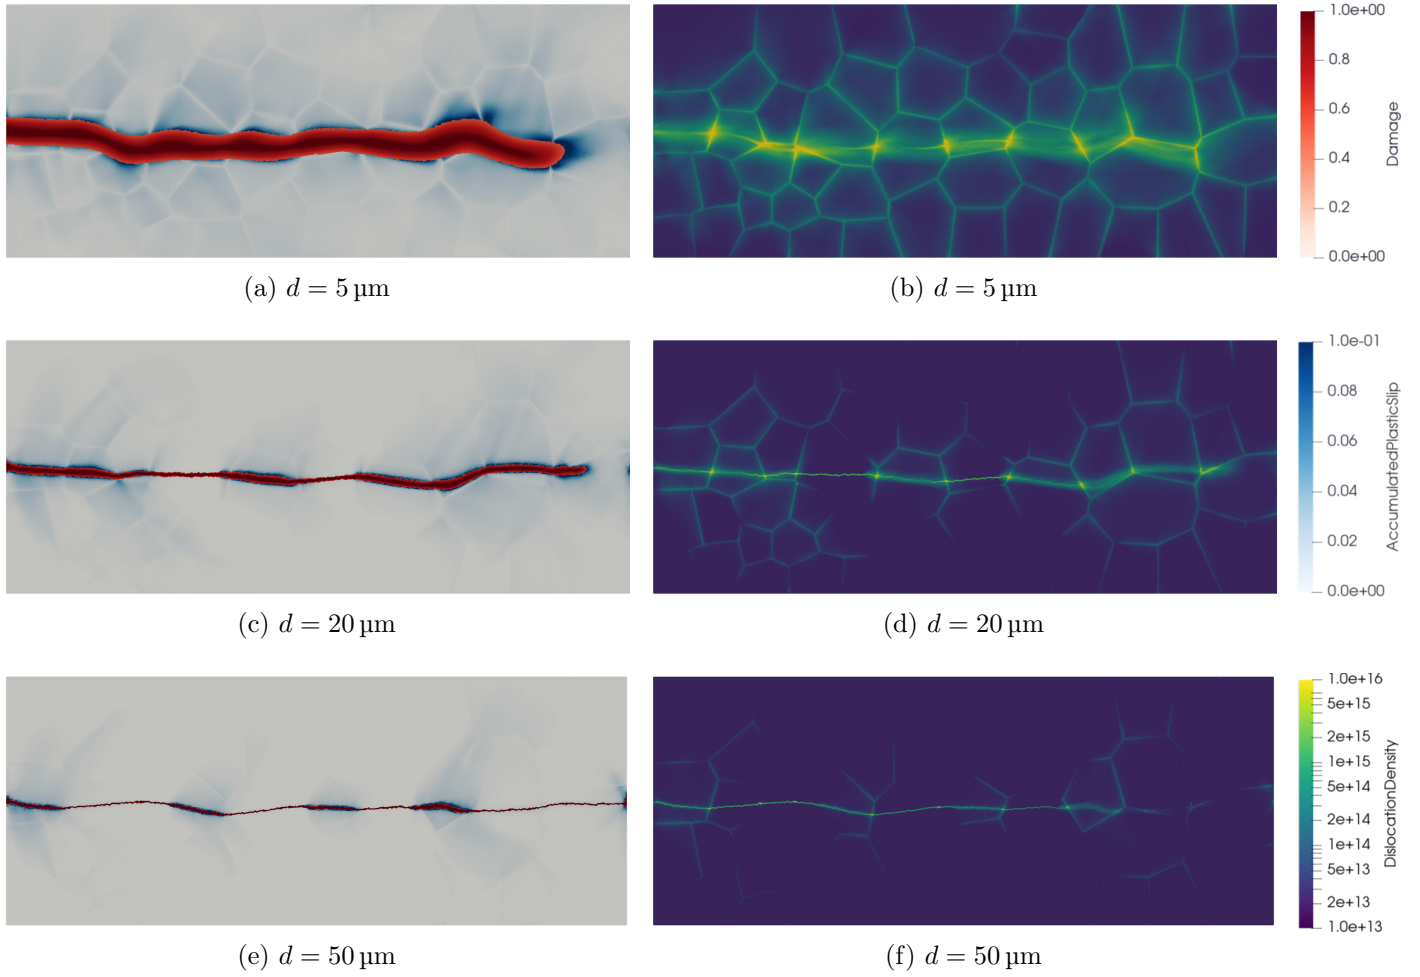 1.0e+00
0.8
0.6
0.4
0.2
0.0e+00
Damage
(a) d = 5 µm
(b) d = 5 µm
1.0e-01
0.08
0.06
0.04
0.02
0.0e+00
AccumulatedPlasticSlip
(c) d = 20 µm
(d) d = 20 µm
1.0e+16
5e+15
2e+15
1e+15
5e+14
2e+14
1e+14
5e+13
2e+13
1.0e+13
DislocationDensity
(e) d = 50 µm
(f) d = 50 µm